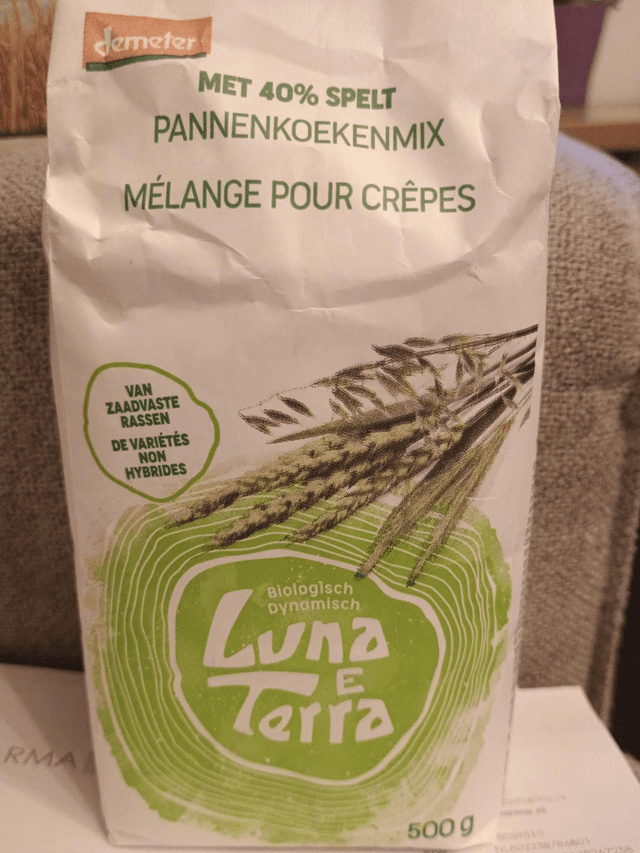 demeter
MET 40% SPELT
PANNENKOEKENMIX
MÉLANGE POUR CRÊPES
VAN
ZAADVASTE
RASSEN
DE VARIÉTÉS
NON
HYBRIDES
Biologisch
Dynamisch
Luna
E
Terra
500 g
RMA